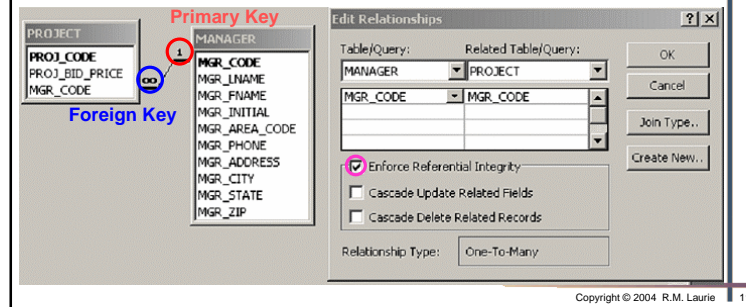 Primary Key
PROJECT
PROJ_CODE
PROJ_BID_PRICE
MGR_CODE
∞
1
Foreign Key
MANAGER
MGR_CODE
MGR_LNAME
MGR_FNAME
MGR_INITIAL
MGR_AREA_CODE
MGR_PHONE
MGR_ADDRESS
MGR_CITY
MGR_STATE
MGR_ZIP
Edit Relationships ? X
Table/Query: Related Table/Query:
MANAGER PROJECT
MGR_CODE MGR_CODE
OK
Cancel
Join Type..
Create New..
Enforce Referential Integrity
Cascade Update Related Fields
Cascade Delete Related Records
Relationship Type: One-To-Many
Copyright © 2004 R.M. Laurie 1